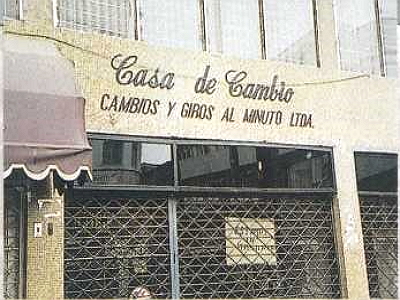 Casa de Cambio
CAMBIOS Y GIROS AL MINUTO LTDA.